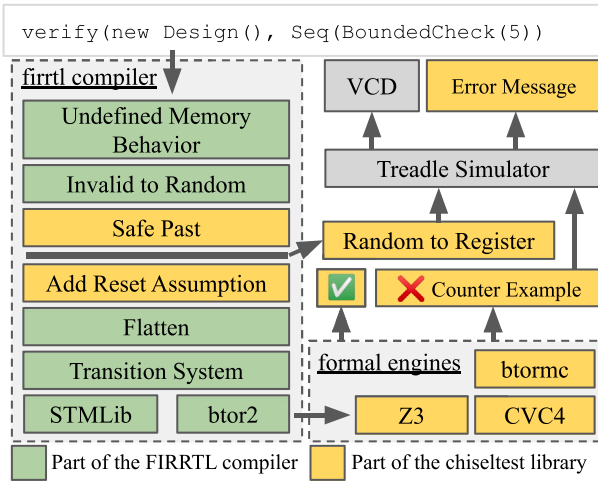 verify(new Design(), Seq(BoundedCheck(5))
firrtl compiler
Undefined Memory
Behavior
Invalid to Random
Safe Past
Add Reset Assumption
Flatten
Transition System
STMLib
btor2
VCD
Error Message
Treadle Simulator
Random to Register
✅
❌ Counter Example
formal engines
btormc
Z3
CVC4
Part of the FIRRTL compiler
Part of the chiseltest library